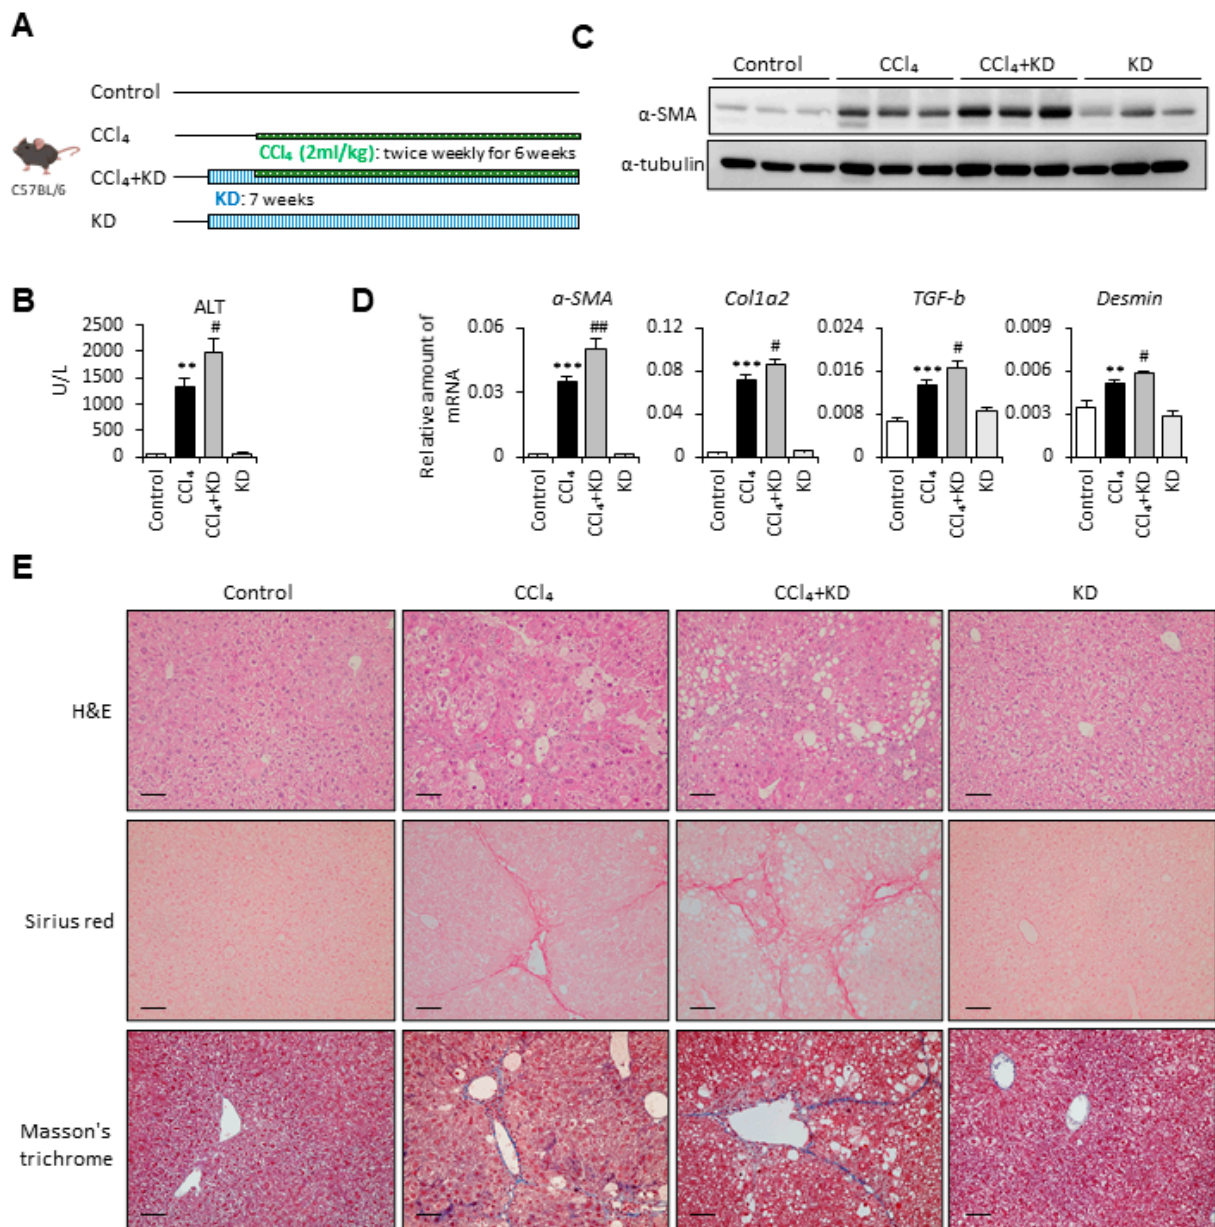 A
Control
CCl₄
CCl₄ (2ml/kg): twice weekly for 6 weeks
CCl₄+KD
KD: 7 weeks
KD
C57BL/6
C
Control CCl₄ CCl₄+KD KD
α-SMA
α-tubulin
B
ALT
U/L
2500
2000
1500
1000
500
0
**
#
Control CCl₄ CCl₄+KD KD
D
Relative amount of
mRNA
α-SMA
0.06
0.03
0
***
##
Control CCl₄ CCl₄+KD KD
Col1a2
0.12
0.08
0.04
0
***
#
Control CCl₄ CCl₄+KD KD
TGF-b
0.024
0.016
0.008
0
***
#
Control CCl₄ CCl₄+KD KD
Desmin
0.009
0.006
0.003
0
**
#
Control CCl₄ CCl₄+KD KD
E
Control CCl₄ CCl₄+KD KD
H&E
Sirius red
Masson's
trichrome